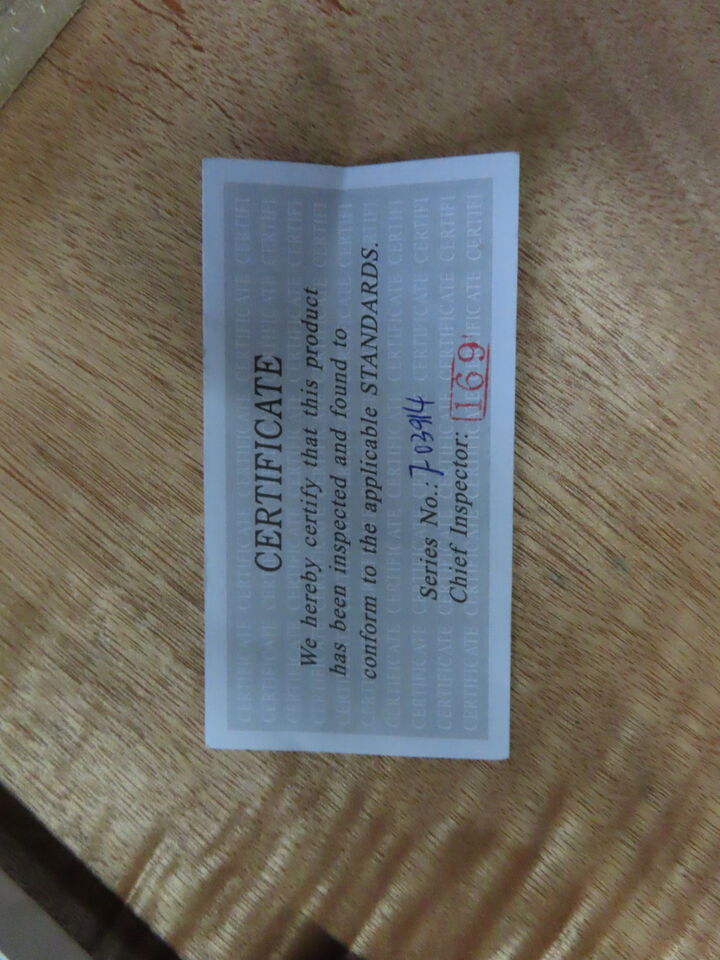 CERTIFICATE
We hereby certify that this product
has been inspected and found to
conform to the applicable STANDARDS.
Series No.: 703914
Chief Inspector: 169